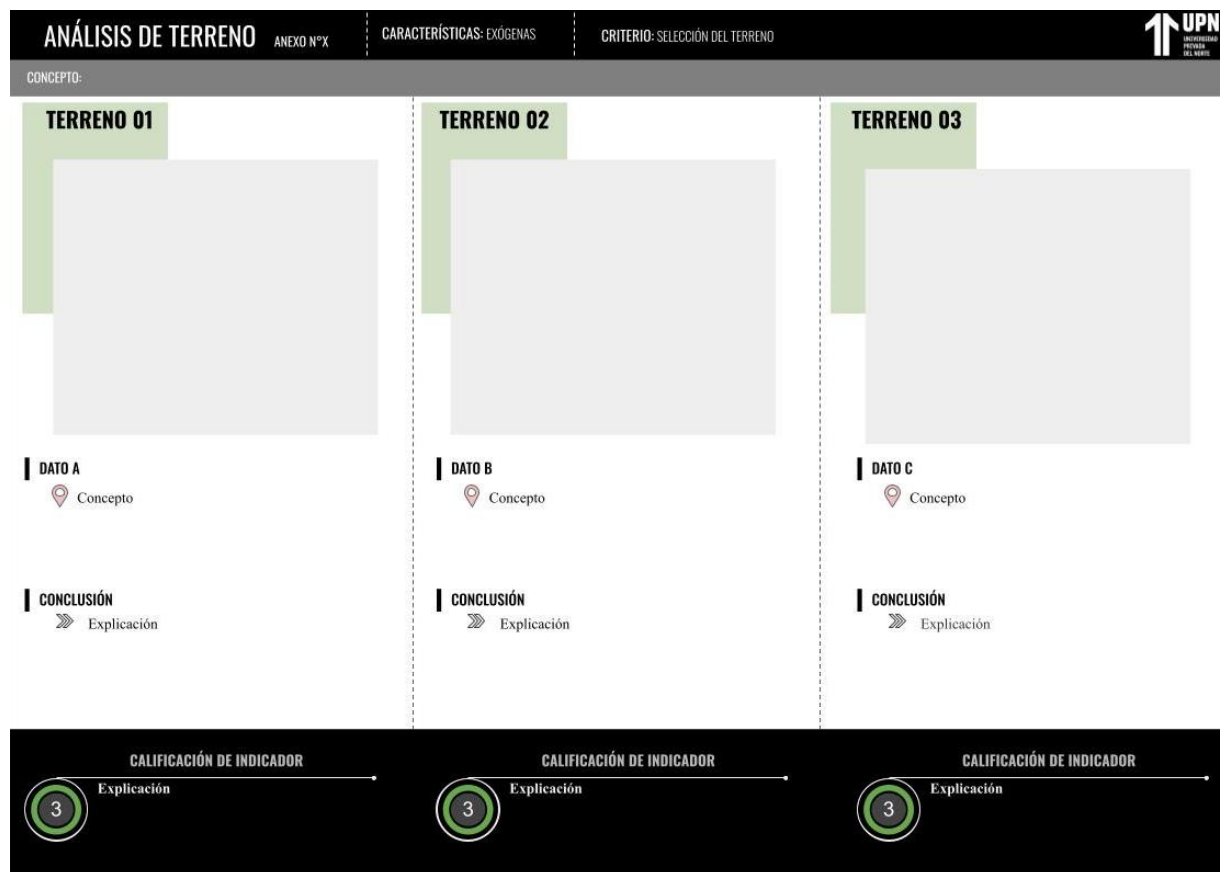 ANÁLISIS DE TERRENO ANEXO N°X
CARACTERÍSTICAS: EXÓGENAS
CRITERIO: SELECCIÓN DEL TERRENO
UPN
UNIVERSIDAD
PRIVADA
DEL NORTE
CONCEPTO:
TERRENO 01
DATO A
Concepto
CONCLUSIÓN
Explicación
CALIFICACIÓN DE INDICADOR
Explicación
3
TERRENO 02
DATO B
Concepto
CONCLUSIÓN
Explicación
CALIFICACIÓN DE INDICADOR
Explicación
3
TERRENO 03
DATO C
Concepto
CONCLUSIÓN
Explicación
CALIFICACIÓN DE INDICADOR
Explicación
3